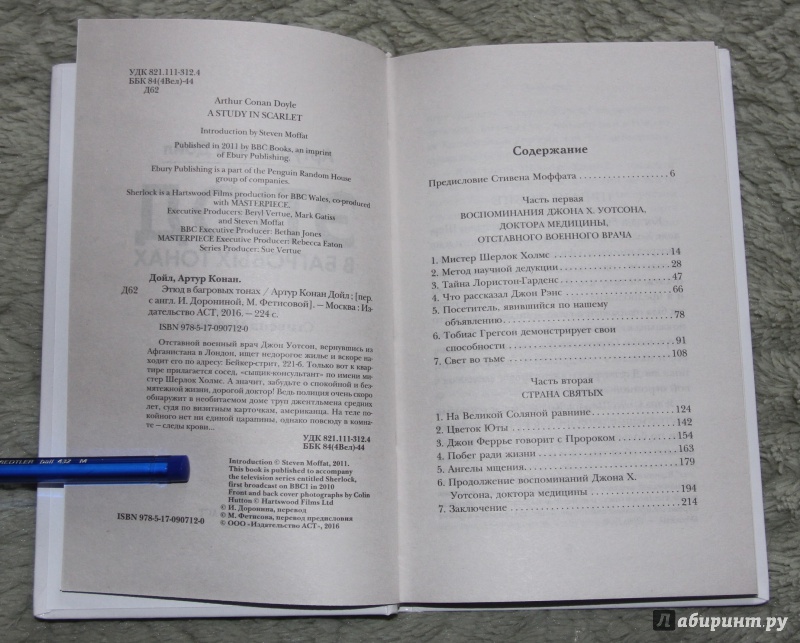 УДК 821.111-312.4
ББК 84(4Вел)-44
Д62
Arthur Conan Doyle
A STUDY IN SCARLET
Introduction by Steven Moffat
Published in 2011 by BBC Books, an imprint
of Ebury Publishing.
Ebury Publishing is a part of the Penguin Random House
group of companies.
Sherlock is a Hartswood Films production for BBC Wales, co-produced
with MASTERPIECE.
Executive Producers: Beryl Vertue, Mark Gatiss
and Steven Moffat
BBC Executive Producer: Bethan Jones
MASTERPIECE Executive Producer: Rebecca Eaton
Series Producer: Sue Vertue
Дойл, Артур Конан.
Д62 Этюд в багровых тонах / Артур Конан Дойл ; [пер.
с англ. И. Дорониной, М. Фетисовой]. — Москва : Из-
дательство АСТ, 2016. — 224 с.
ISBN 978-5-17-090712-0
Отставной военный врач Джон Уотсон, вернувшись из
Афганистана в Лондон, ищет недорогое жилье и вскоре на-
ходит его по адресу: Бейкер-стрит, 221-б. Только вот к квар-
тире прилагается сосед, «сыщик-консультант» по имени ми-
стер Шерлок Холмс. А значит, забудьте о спокойной и без-
мятежной жизни, дорогой доктор! Ведь полиция очень скоро
обнаружит в необитаемом доме труп джентльмена средних
лет, судя по визитным карточкам, американца. На теле по-
койного нет ни единой царапины, однако повсюду в комна-
те — следы крови...
УДК 821.111-312.4
ББК 84(4Вел)-44
Introduction © Steven Moffat, 2011.
This book is published to accompany
the television series entitled Sherlock,
first broadcast on BBC1 in 2010
Front and back cover photographs by Colin
Hutton © Hartswood Films Ltd
© И. Доронина, перевод
© М. Фетисова, перевод предисловия
ISBN 978-5-17-090712-0 © ООО «Издательство АСТ», 2016
В БАГРОВЫХ ТОНАХ
Содержание
Предисловие Стивена Моффата 6
Часть первая
ВОСПОМИНАНИЯ ДЖОНА Х. УОТСОНА,
ДОКТОРА МЕДИЦИНЫ,
ОТСТАВНОГО ВОЕННОГО ВРАЧА
1. Мистер Шерлок Холмс 14
2. Метод научной дедукции 28
3. Тайна Лористон-Гарденс 47
4. Что рассказал Джон Рэнс 66
5. Посетитель, явившийся по нашему
объявлению 78
6. Тобиас Грегсон демонстрирует свои
способности 91
7. Свет во тьме 108
Часть вторая
СТРАНА СВЯТЫХ
1. На Великой Соляной равнине 124
2. Цветок Юты 142
3. Джон Феррье говорит с Пророком 154
4. Побег ради жизни 163
5. Ангелы мщения 179
6. Продолжение воспоминаний Джона Х.
Уотсона, доктора медицины 194
7. Заключение 214
Лабиринт.ру